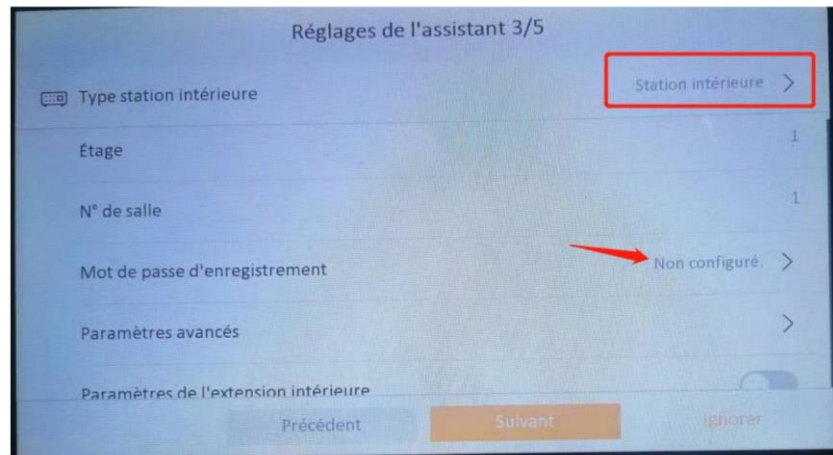 Réglages de l'assistant 3/5
Type station intérieure Station intérieure >
Étage 1
N° de salle 1
Mot de passe d'enregistrement Non configuré. >
Paramètres avancés >
Paramètres de l'extension intérieure
Précédent Suivant Ignorer